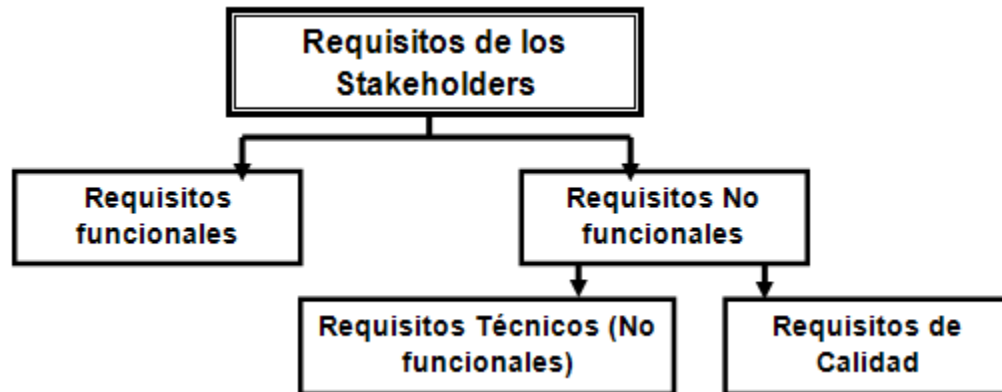 Requisitos de los
Stakeholders
Requisitos
funcionales
Requisitos No
funcionales
Requisitos Técnicos (No
funcionales)
Requisitos de
Calidad